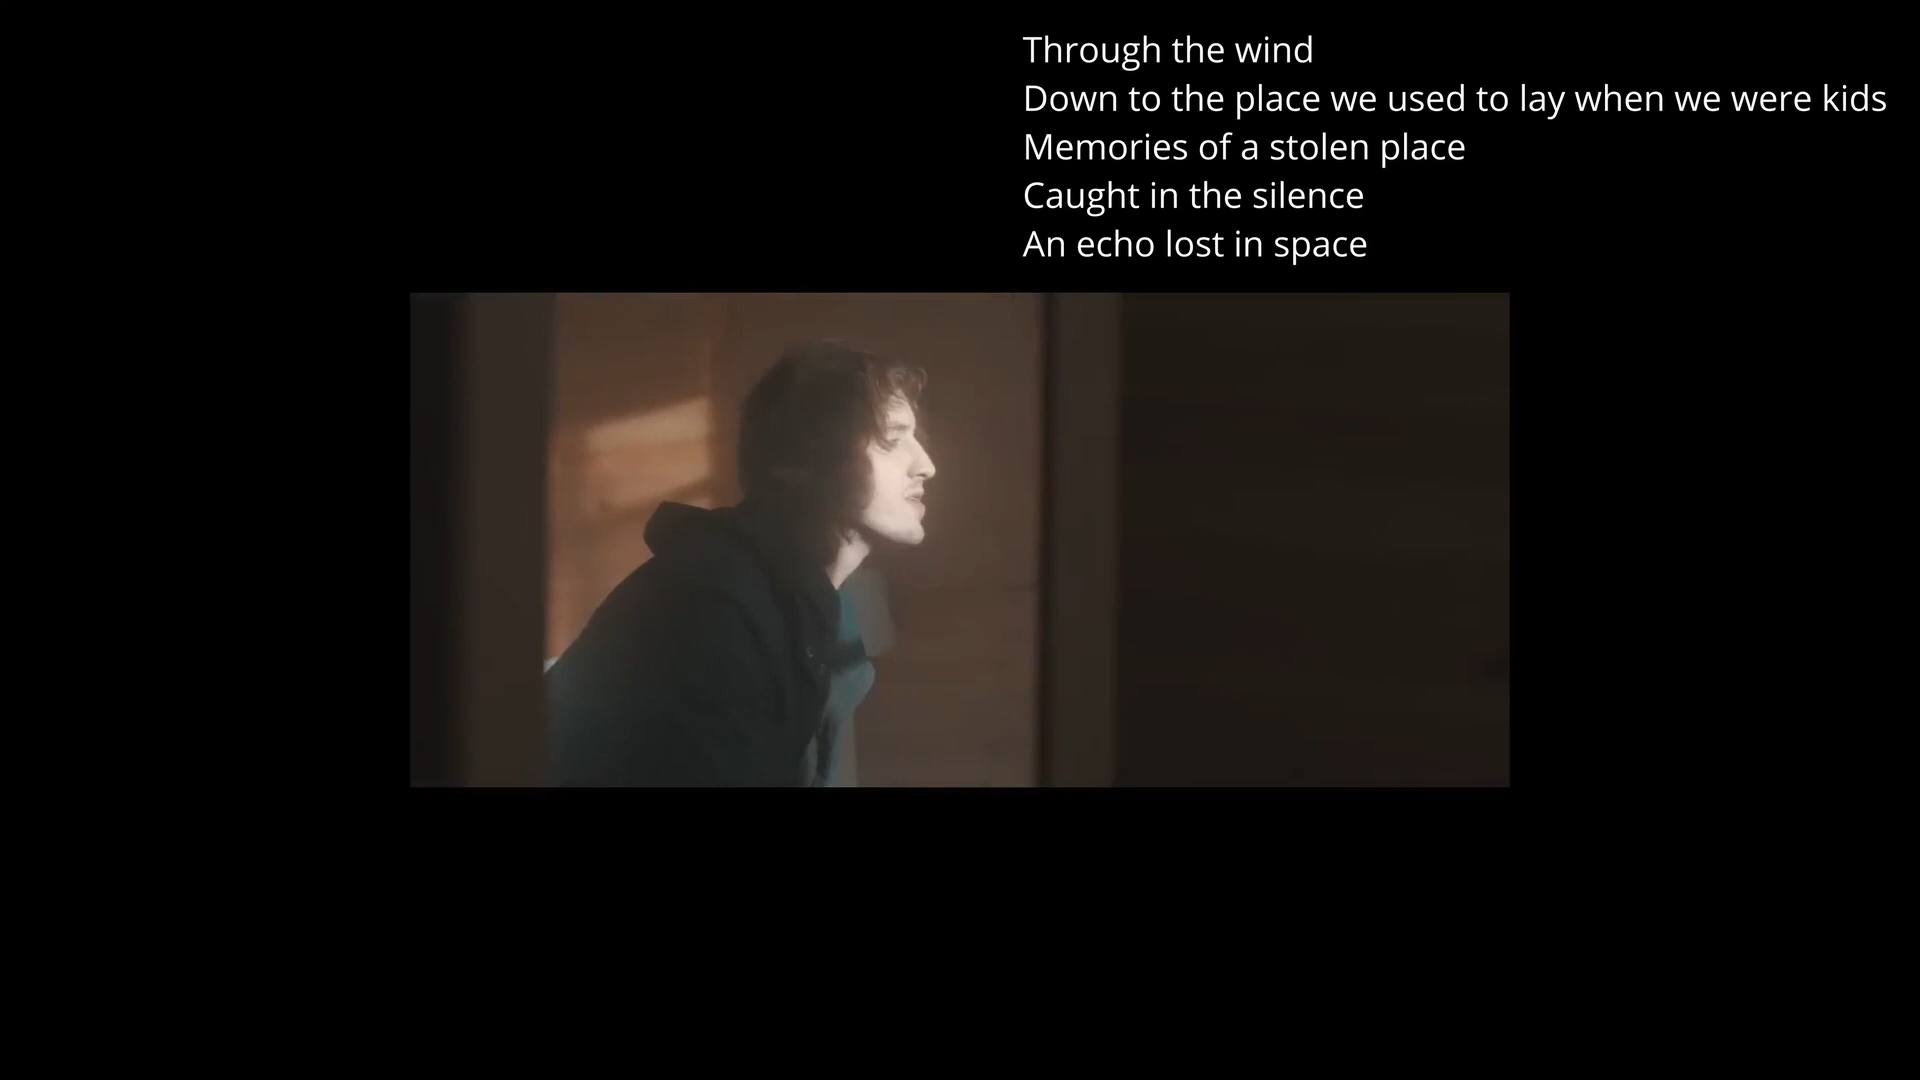 Through the wind
Down to the place we used to lay when we were kids
Memories of a stolen place
Caught in the silence
An echo lost in space